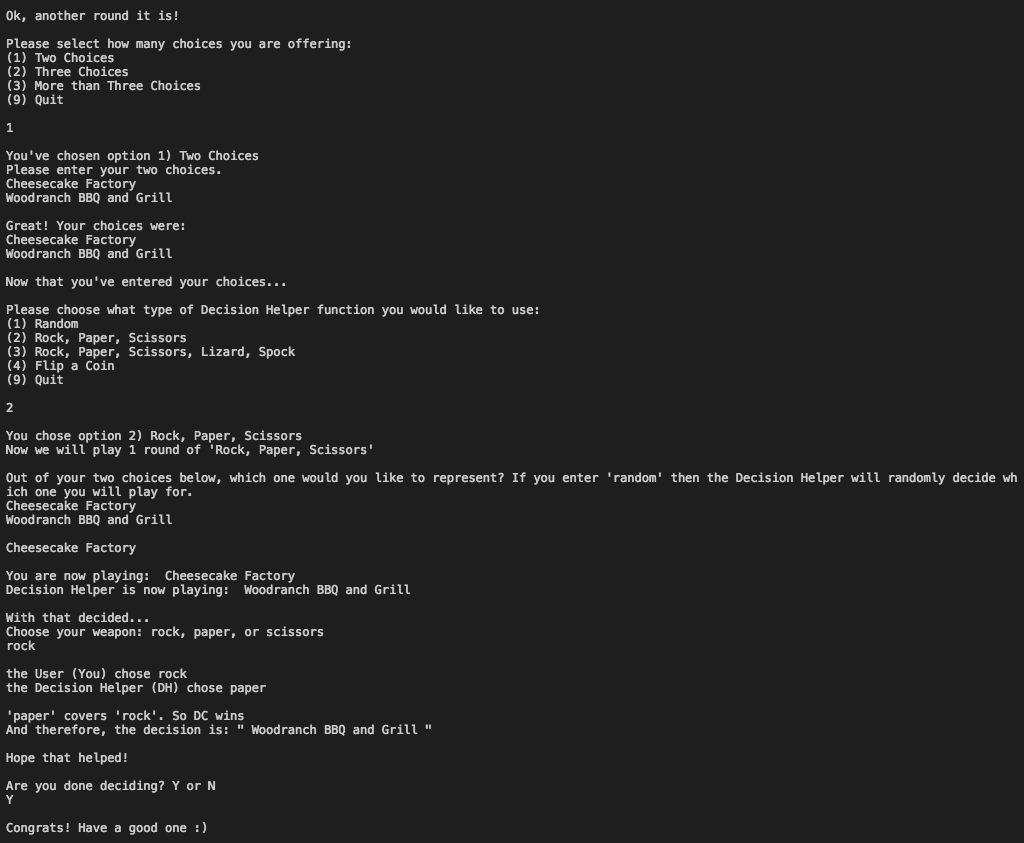 Ok, another round it is!
Please select how many choices you are offering:
(1) Two Choices
(2) Three Choices
(3) More than Three Choices
(9) Quit
1
You've chosen option 1) Two Choices
Please enter your two choices.
Cheesecake Factory
Woodranch BBQ and Grill
Great! Your choices were:
Cheesecake Factory
Woodranch BBQ and Grill
Now that you've entered your choices...
Please choose what type of Decision Helper function you would like to use:
(1) Random
(2) Rock, Paper, Scissors
(3) Rock, Paper, Scissors, Lizard, Spock
(4) Flip a Coin
(9) Quit
2
You chose option 2) Rock, Paper, Scissors
Now we will play 1 round of 'Rock, Paper, Scissors'
Out of your two choices below, which one would you like to represent? If you enter 'random' then the Decision Helper will randomly decide wh
ich one you will play for.
Cheesecake Factory
Woodranch BBQ and Grill
Cheesecake Factory
You are now playing:  Cheesecake Factory
Decision Helper is now playing:  Woodranch BBQ and Grill
With that decided...
Choose your weapon: rock, paper, or scissors
rock
the User (You) chose rock
the Decision Helper (DH) chose paper
'paper' covers 'rock'. So DC wins
And therefore, the decision is: " Woodranch BBQ and Grill "
Hope that helped!
Are you done deciding? Y or N
Y
Congrats! Have a good one :)